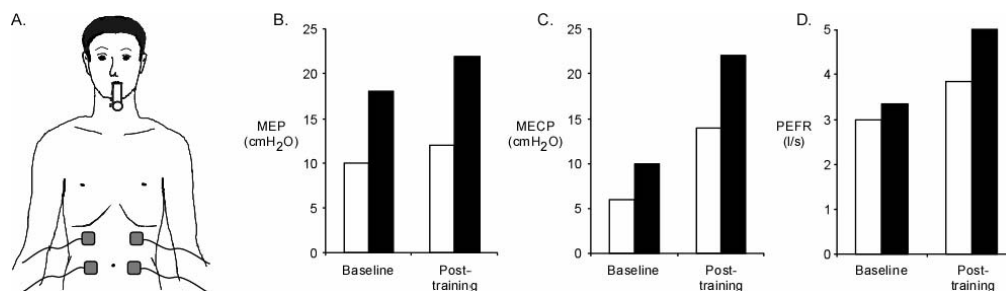 A.
B.
25
20
15
10
5
0
MEP
(cmH2O)
Baseline
Post-
training
C.
25
20
15
10
5
0
MECP
(cmH2O)
Baseline
Post-
training
D.
5
4
3
2
1
0
PEFR
(l/s)
Baseline
Post-
training